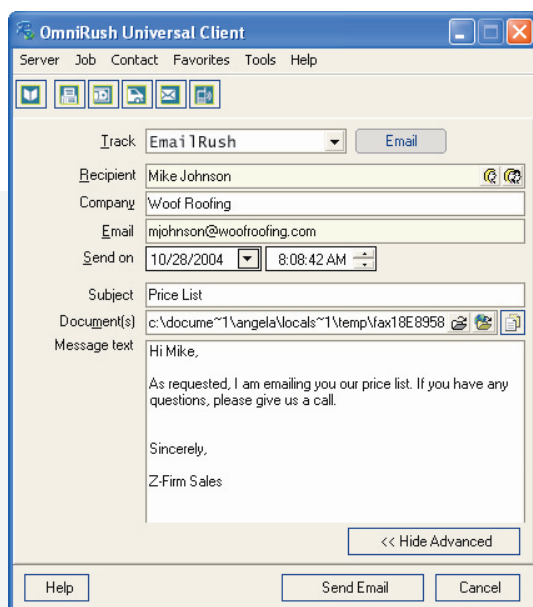 OmniRush Universal Client
Server Job Contact Favorites Tools Help
Track EmailRush Email
Recipient Mike Johnson
Company Woof Roofing
Email mjohnson@woofroofing.com
Send on 10/28/2004 8:08:42 AM
Subject Price List
Document(s) c:\docume~1\angela\locals~1\temp\fax18E8958
Message text Hi Mike,
As requested, I am emailing you our price list. If you have any
questions, please give us a call.
Sincerely,
Z-Firm Sales
<< Hide Advanced
Help Send Email Cancel